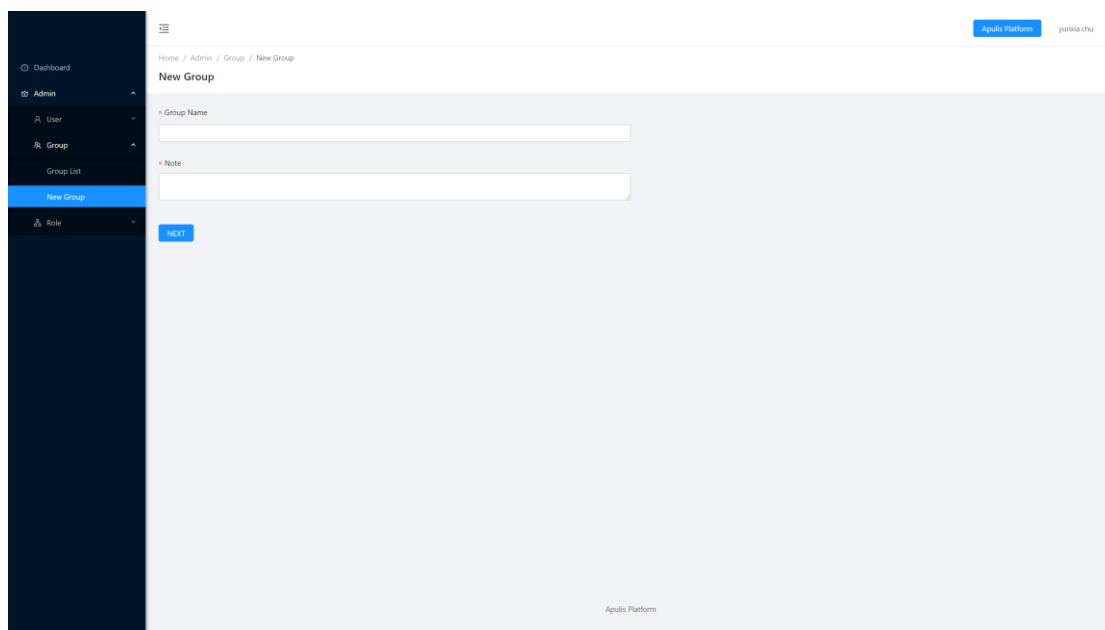 Apulis Platform yunxia.chu
Home / Admin / Group / New Group
New Group
Dashboard
Admin
User
Group
Group List
New Group
Role
* Group Name
* Note
NEXT
Apulis Platform